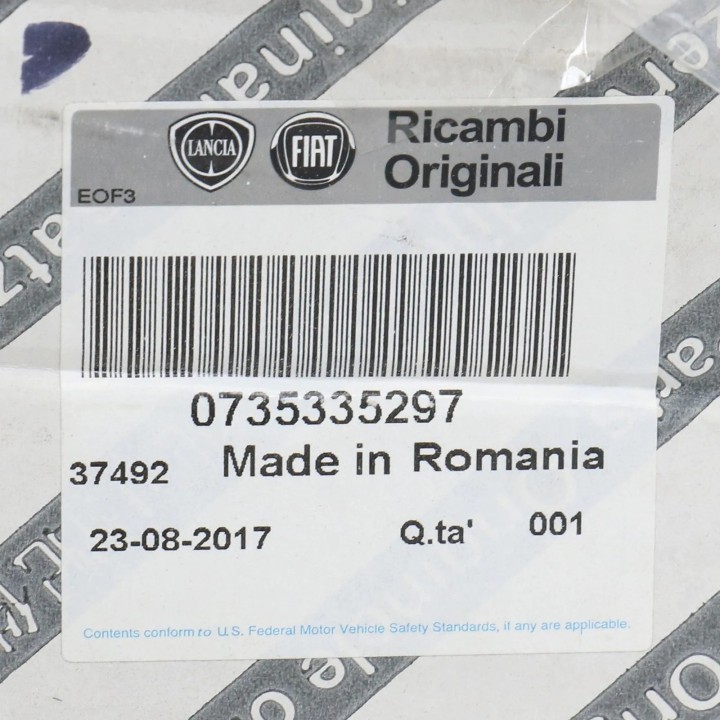 LANCIA
FIAT
Ricambi
Originali
EOF3
0735335297
37492
Made in Romania
23-08-2017
Q.ta'
001
Contents conform to U.S. Federal Motor Vehicle Safety Standards, if any are applicable.